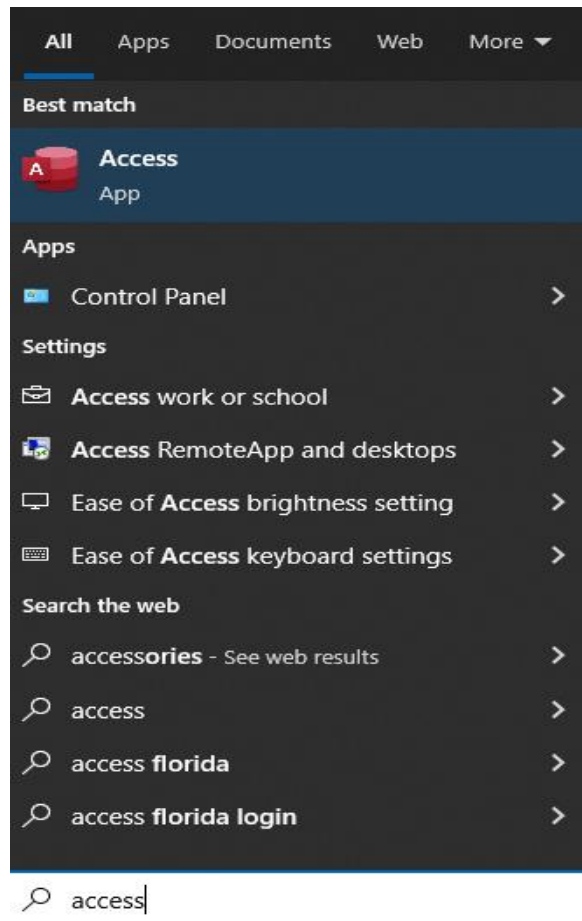 All Apps Documents Web More
Best match
A
Access
App
Apps
Control Panel
Settings
Access work or school
Access RemoteApp and desktops
Ease of Access brightness setting
Ease of Access keyboard settings
Search the web
accessories - See web results
access
access florida
access florida login
access